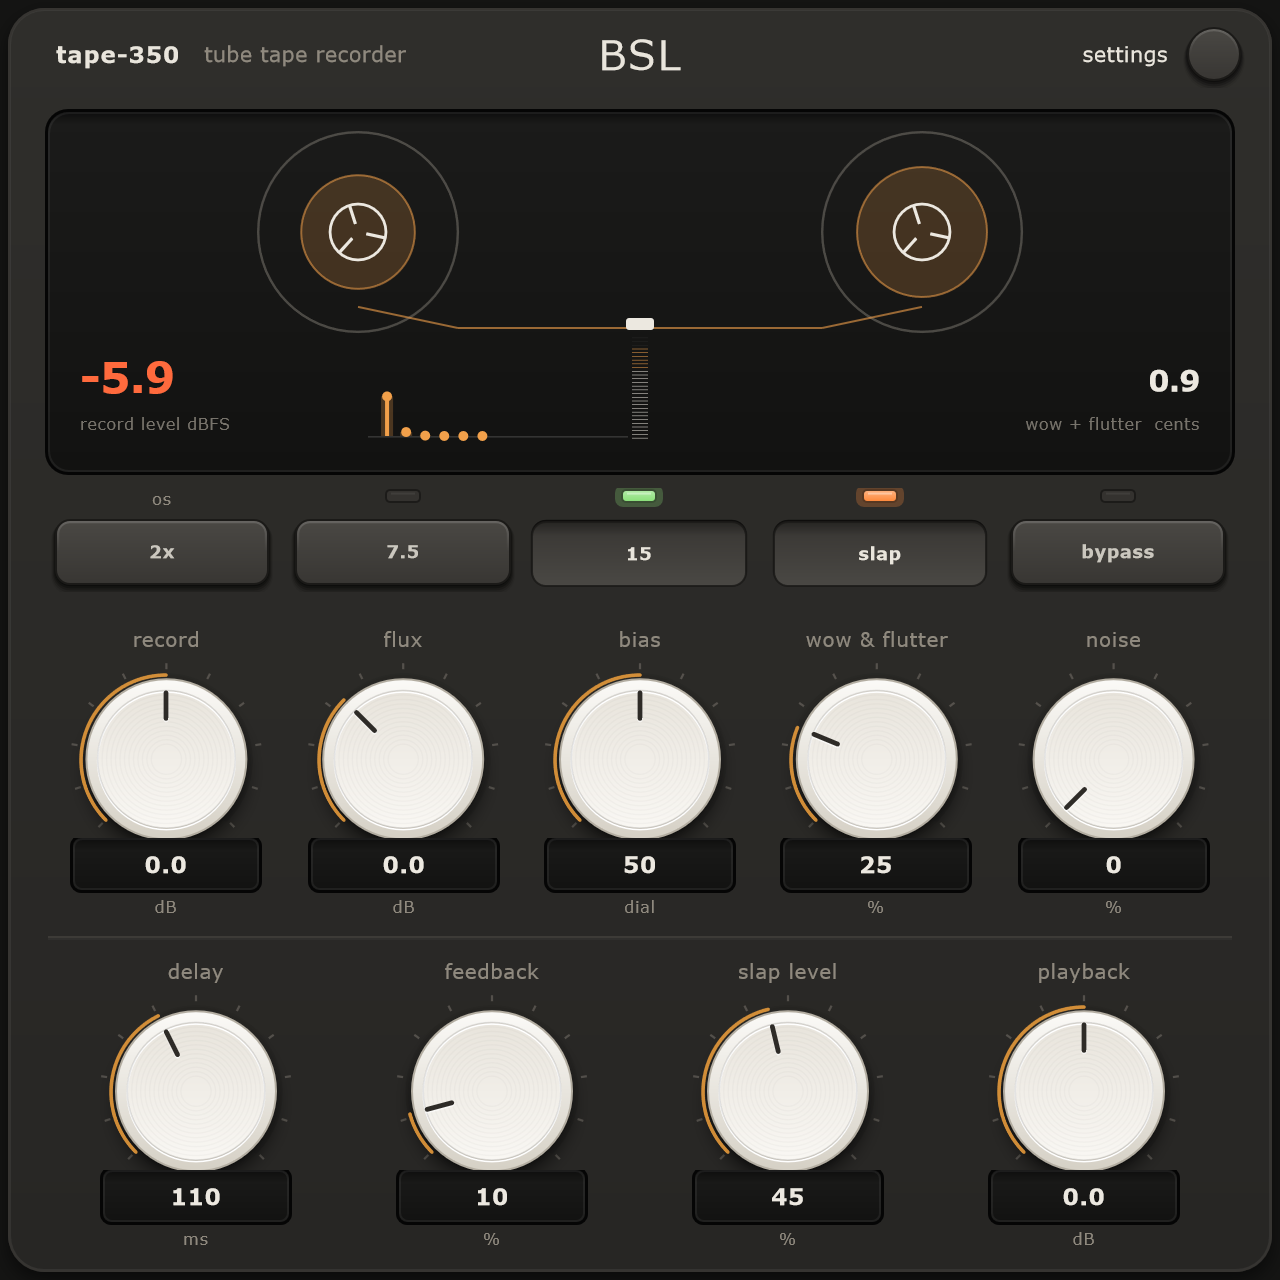 tape-350 tube tape recorder
BSL
settings
-5.9
record level dBFS
0.9
wow + flutter cents
os
2x
7.5
15
slap
bypass
record
flux
bias
wow & flutter
noise
0.0
0.0
50
25
0
dB
dB
dial
%
%
delay
feedback
slap level
playback
110
10
45
0.0
ms
%
%
dB